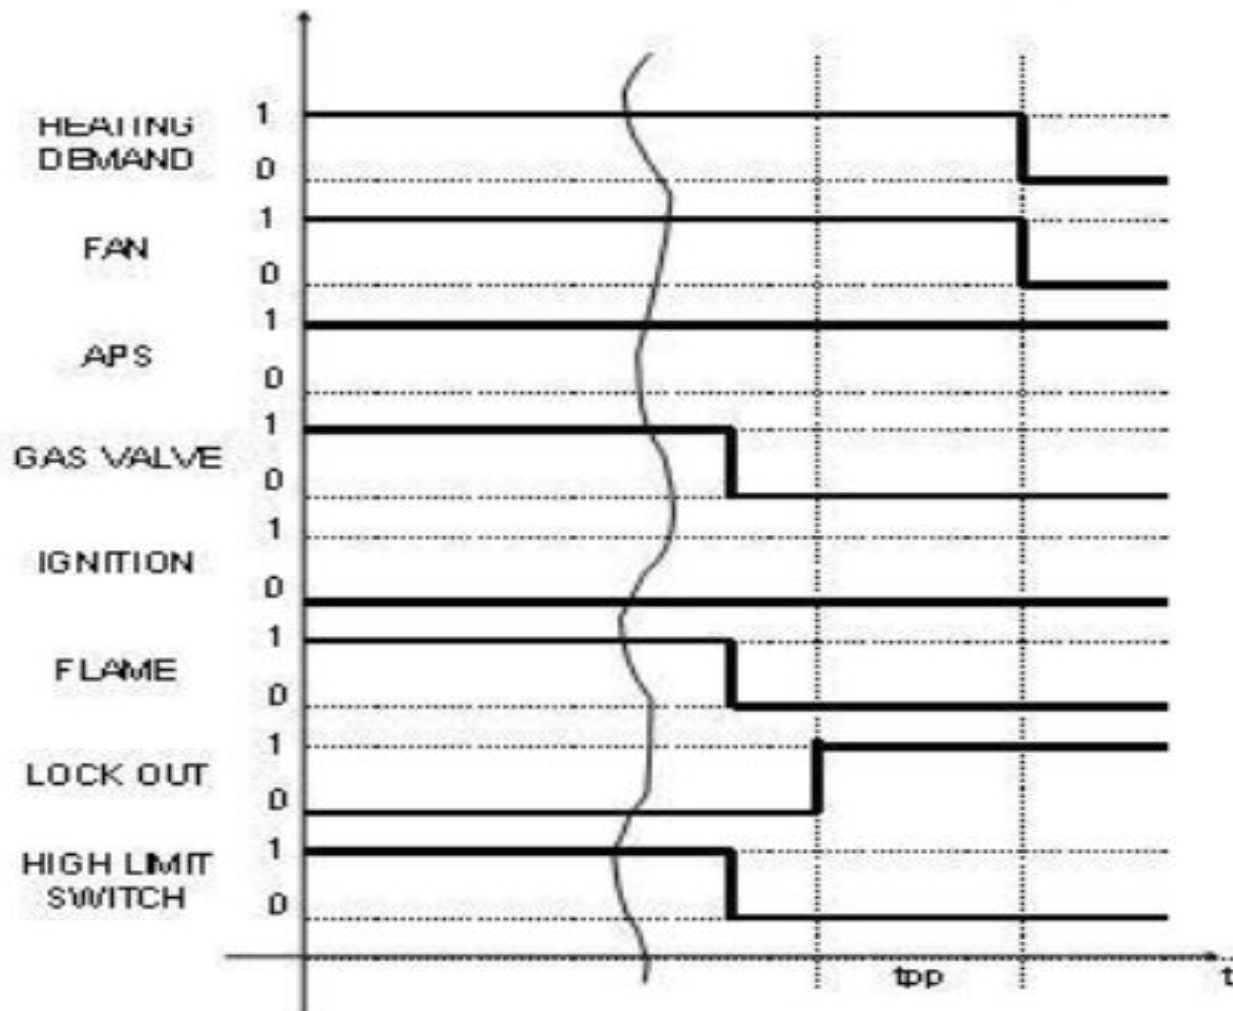 HEATING
DEMAND
1
0
FAN
1
0
APS
1
0
GAS VALVE
1
0
IGNITION
1
0
FLAME
1
0
LOCK OUT
1
0
HIGH LIMIT
SWITCH
1
0
tpp
t